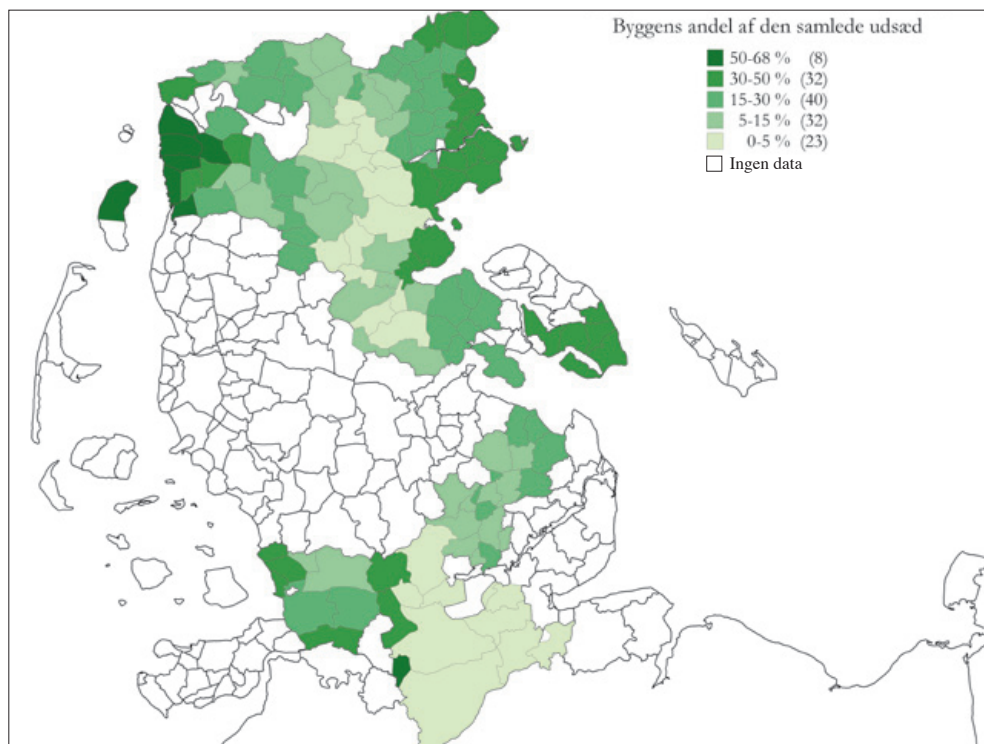 Byggens andel af den samlede udsæd
50-68 % (8)
30-50 % (32)
15-30 % (40)
5-15 % (32)
0-5 % (23)
Ingen data